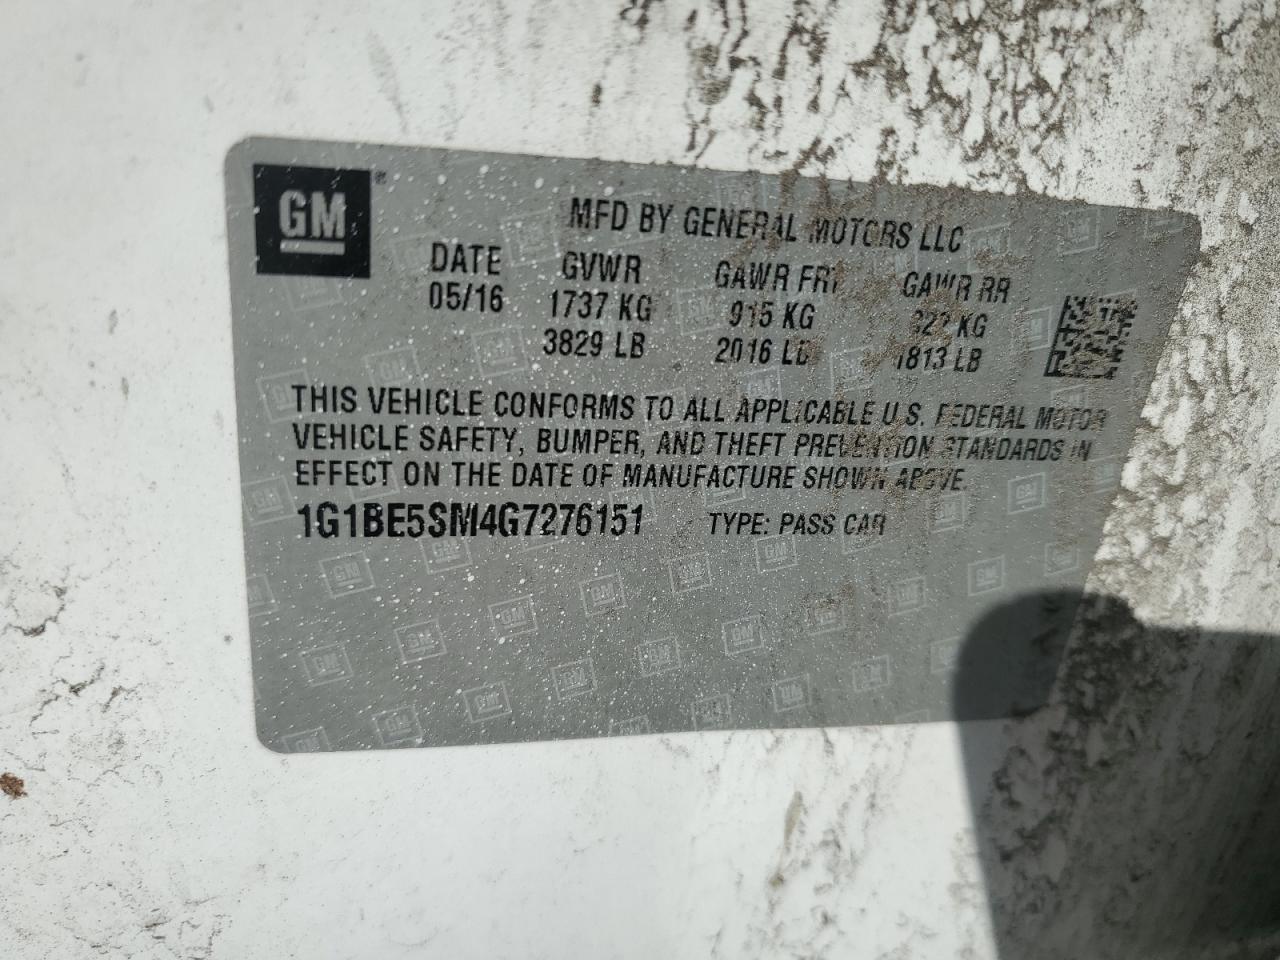 GM
MFD BY GENERAL MOTORS LLC
DATE GVWR GAWR FRT GAWR RR
05/16 1737 KG 915 KG 822 KG
3829 LB 2016 LB 1813 LB
THIS VEHICLE CONFORMS TO ALL APPLICABLE U.S. FEDERAL MOTOR
VEHICLE SAFETY, BUMPER, AND THEFT PREVENTION STANDARDS IN
EFFECT ON THE DATE OF MANUFACTURE SHOWN ABOVE.
1G1BE5SM4G7276151 TYPE: PASS CAR